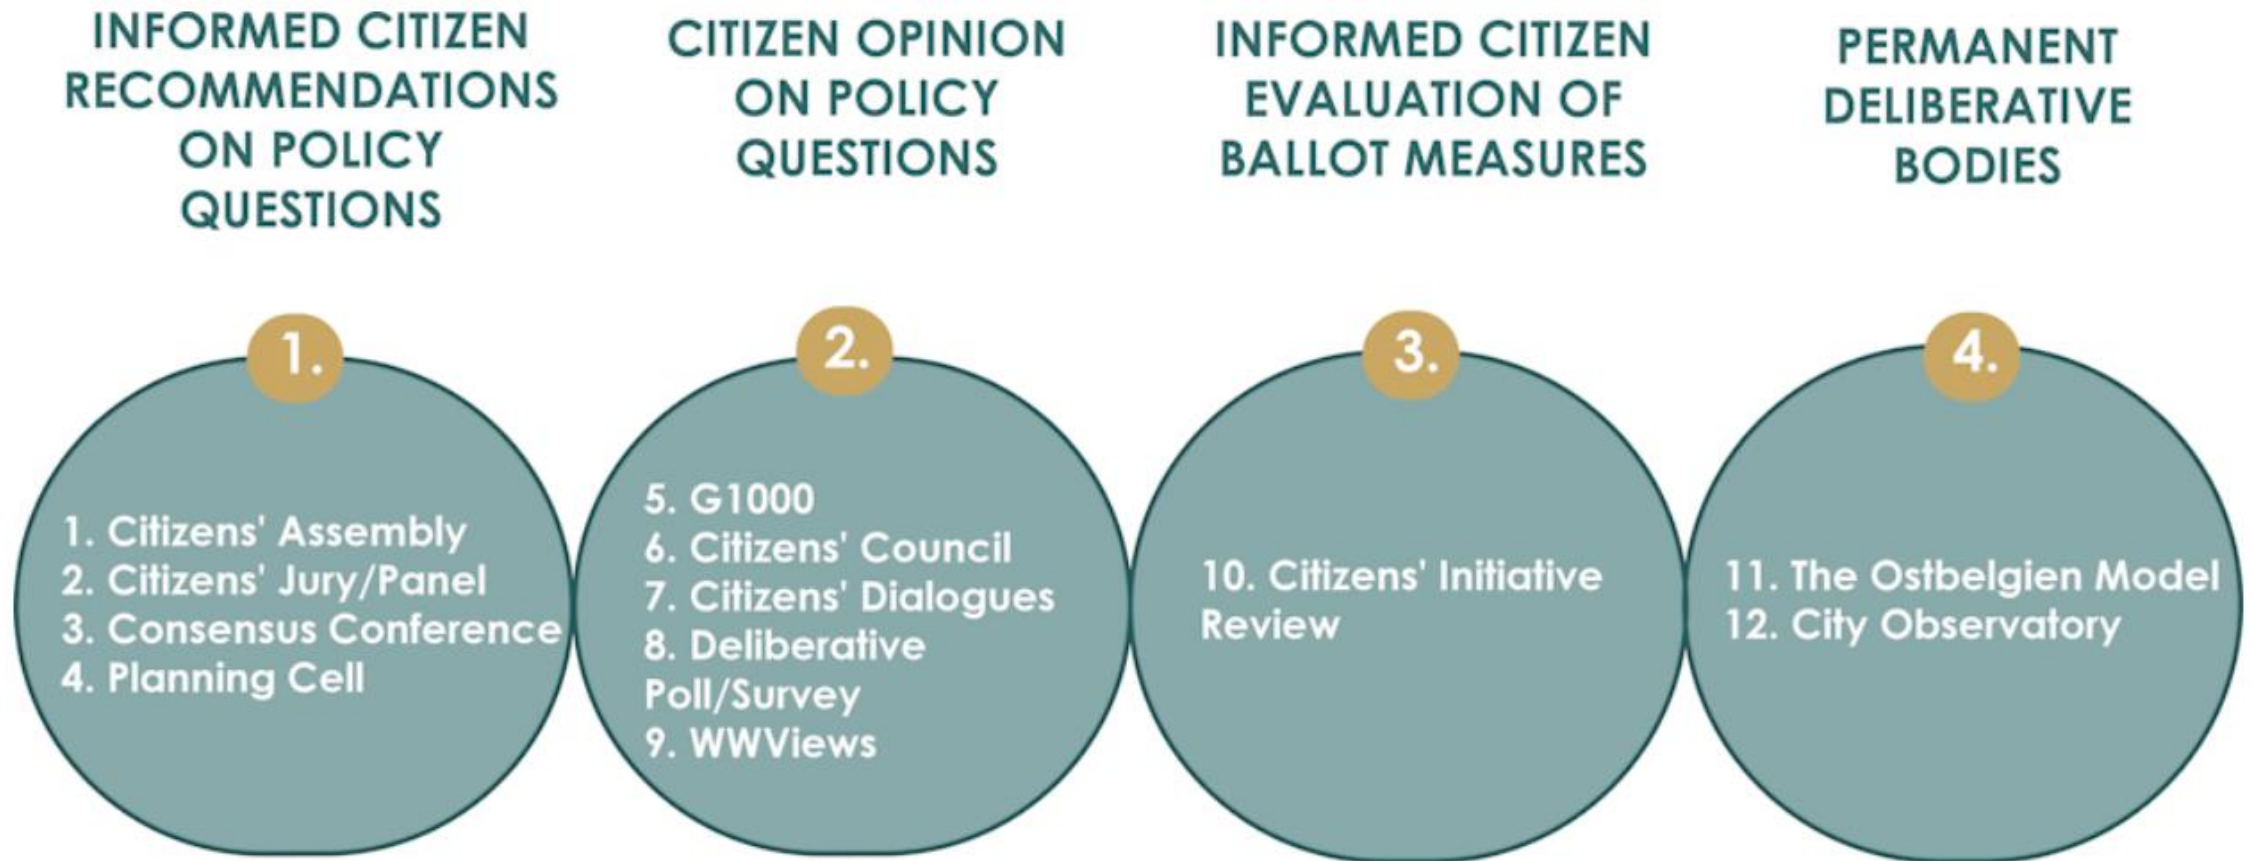 INFORMED CITIZEN
RECOMMENDATIONS
ON POLICY
QUESTIONS
CITIZEN OPINION
ON POLICY
QUESTIONS
INFORMED CITIZEN
EVALUATION OF
BALLOT MEASURES
PERMANENT
DELIBERATIVE
BODIES
1.
1. Citizens' Assembly
2. Citizens' Jury/Panel
3. Consensus Conference
4. Planning Cell
2.
5. G1000
6. Citizens' Council
7. Citizens' Dialogues
8. Deliberative
Poll/Survey
9. WWViews
3.
10. Citizens' Initiative
Review
4.
11. The Ostbelgien Model
12. City Observatory